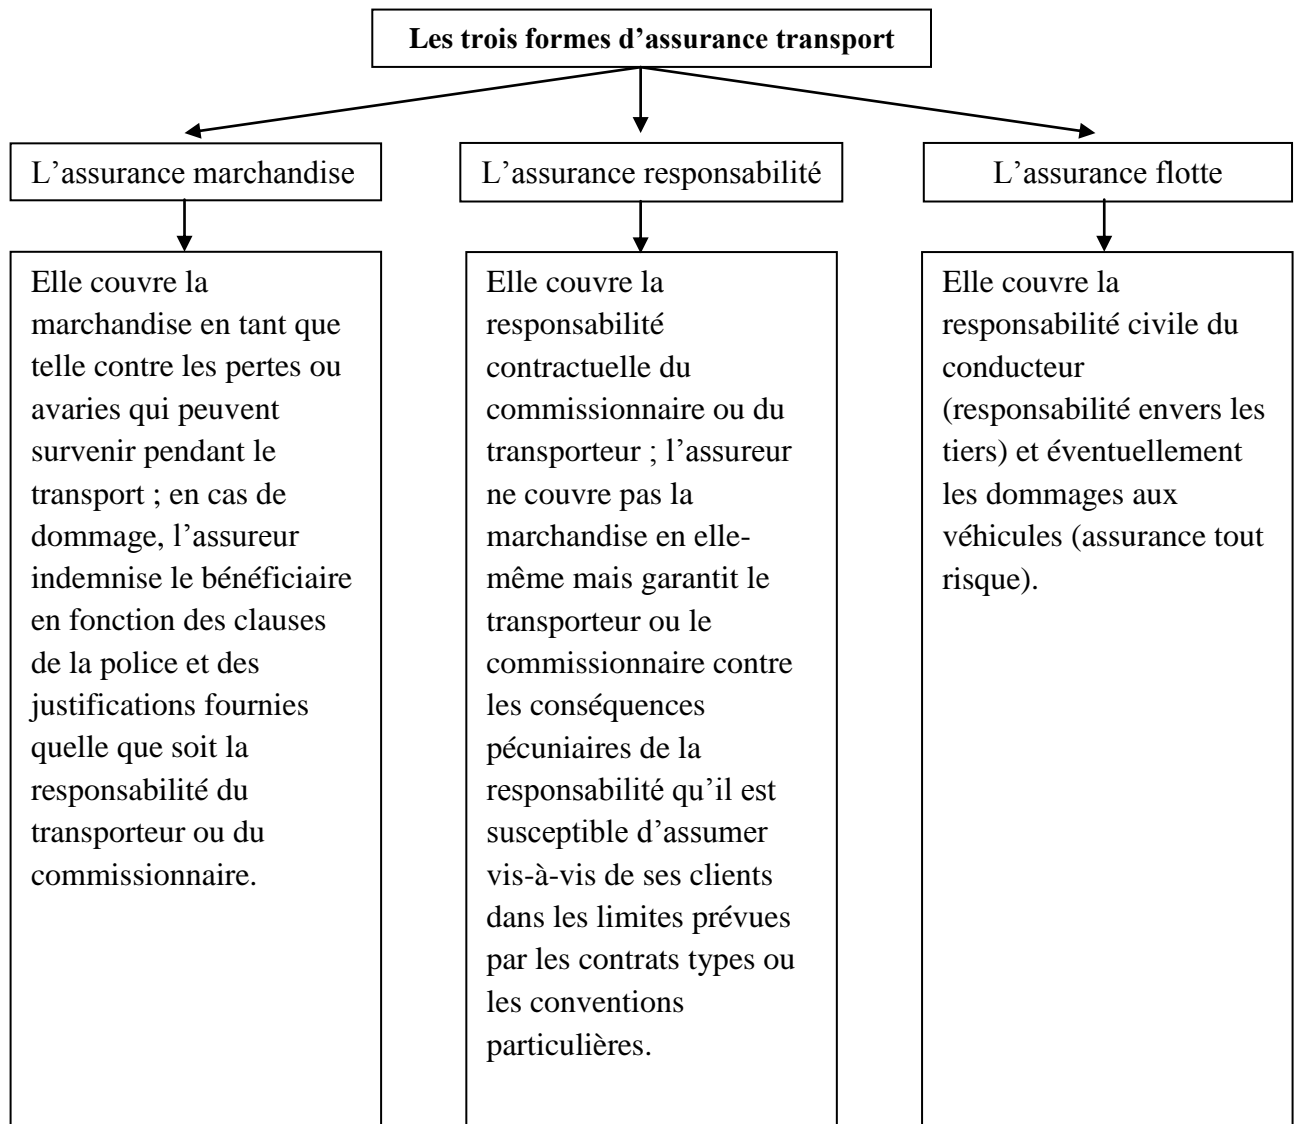 Les trois formes d’assurance transport
L’assurance marchandise
Elle couvre la
marchandise en tant que
telle contre les pertes ou
avaries qui peuvent
survenir pendant le
transport ; en cas de
dommage, l’assureur
indemnise le bénéficiaire
en fonction des clauses
de la police et des
justifications fournies
quelle que soit la
responsabilité du
transporteur ou du
commissionnaire.
L’assurance responsabilité
Elle couvre la
responsabilité
contractuelle du
commissionnaire ou du
transporteur ; l’assureur
ne couvre pas la
marchandise en elle-
même mais garantit le
transporteur ou le
commissionnaire contre
les conséquences
pécuniaires de la
responsabilité qu’il est
susceptible d’assumer
vis-à-vis de ses clients
dans les limites prévues
par les contrats types ou
les conventions
particulières.
L’assurance flotte
Elle couvre la
responsabilité civile du
conducteur
(responsabilité envers les
tiers) et éventuellement
les dommages aux
véhicules (assurance tout
risque).